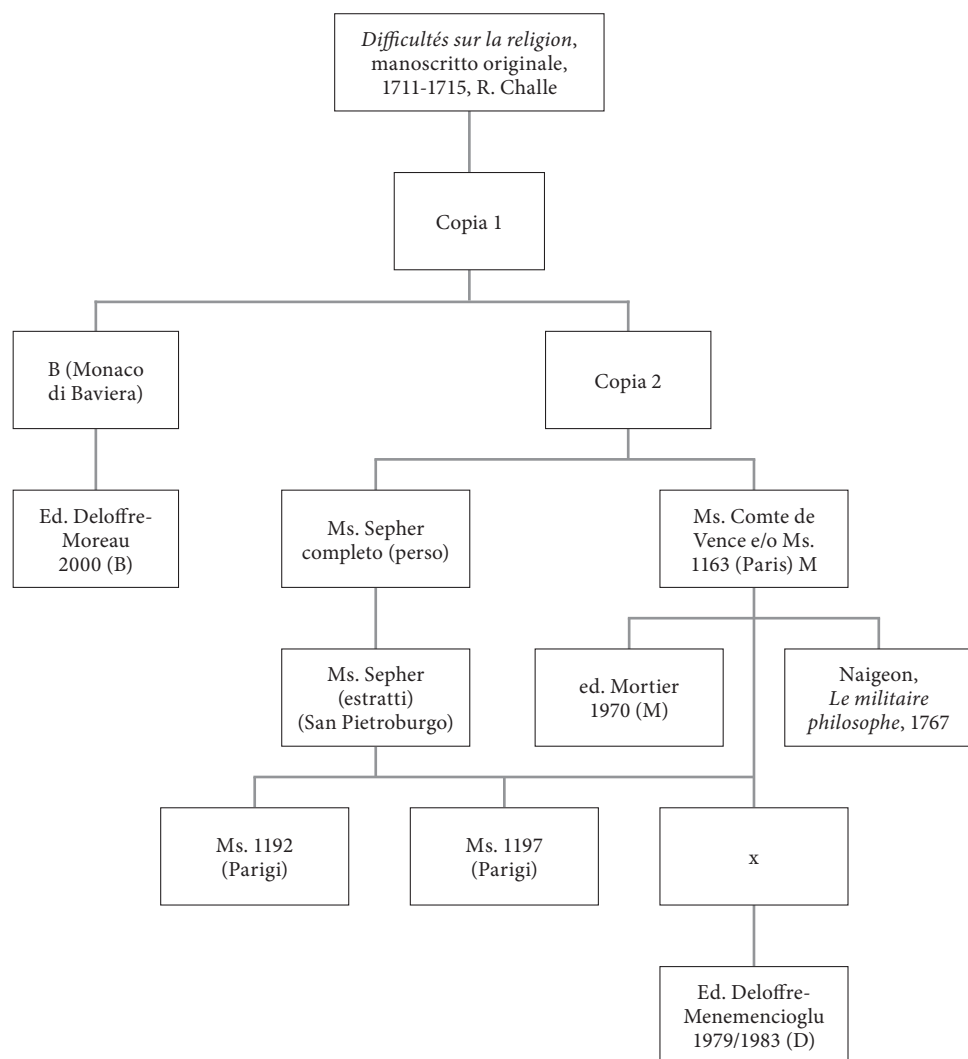 Difficultés sur la religion,
manoscritto originale,
1711-1715, R. Challe
Copia 1
B (Monaco
di Baviera)
Copia 2
Ed. Deloffre-
Moreau
2000 (B)
Ms. Sepher
completo (perso)
Ms. Comte de
Vence e/o Ms.
1163 (Paris) M
Ms. Sepher
(estratti)
(San Pietroburgo)
ed. Mortier
1970 (M)
Naigeon,
Le militaire
philosophe, 1767
Ms. 1192
(Parigi)
Ms. 1197
(Parigi)
x
Ed. Deloffre-
Menemencioglu
1979/1983 (D)